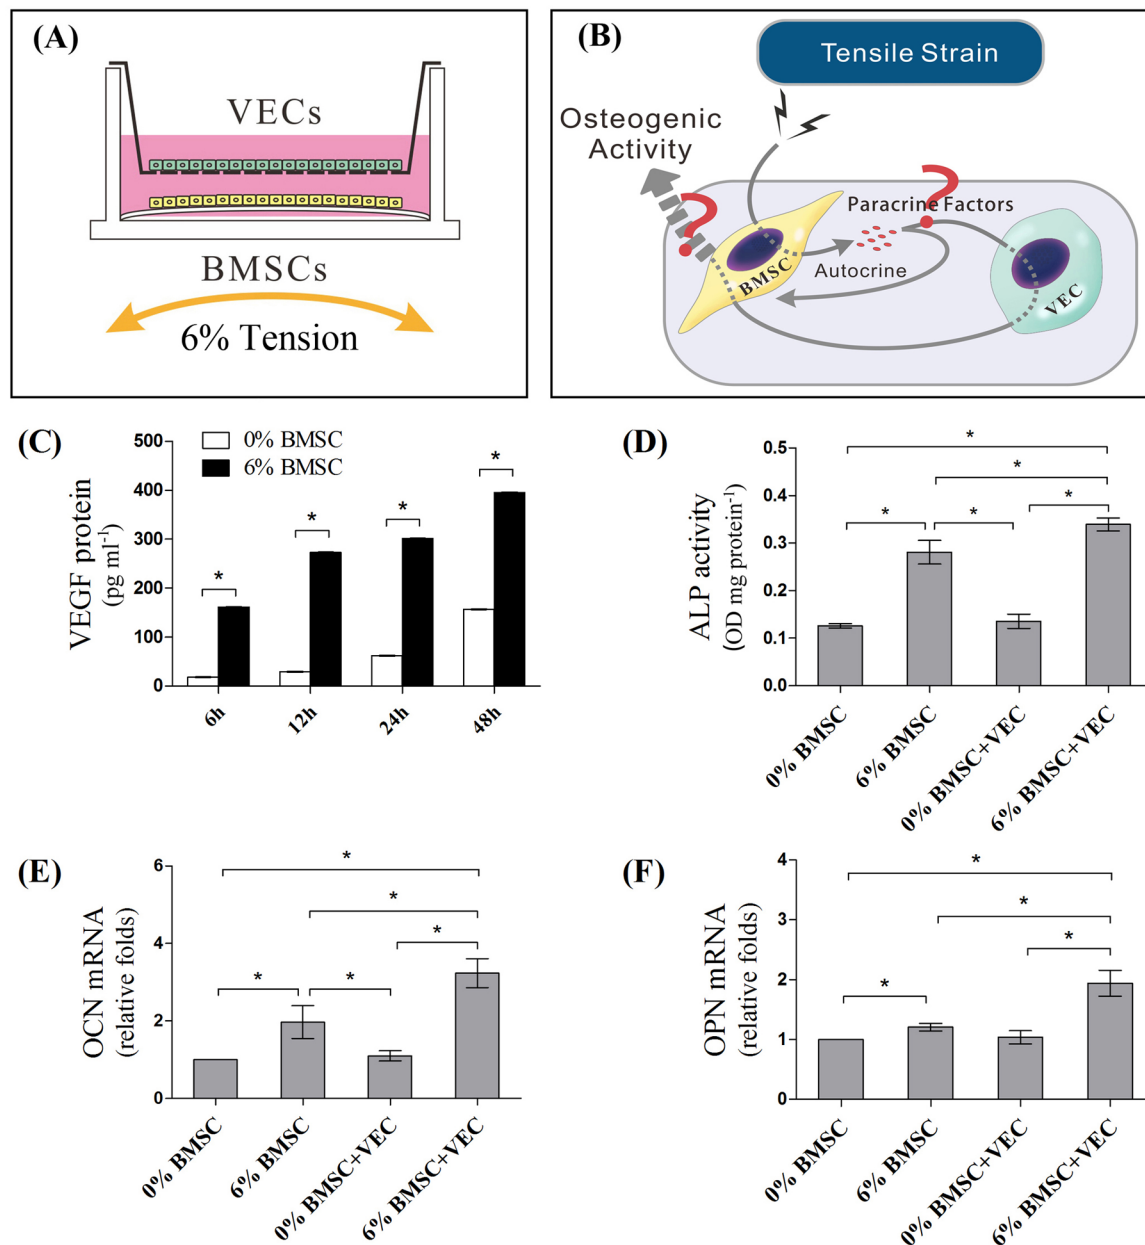 (A)
VECs
BMSCs
6% Tension
(B)
Tensile Strain
Osteogenic
Activity
?
?
Paracrine Factors
Autocrine
BMSC
VEC
(C)
0% BMSC
6% BMSC
VEGF protein
(pg ml⁻¹)
500
400
300
200
100
0
*
*
*
*
6h
12h
24h
48h
(D)
ALP activity
(OD mg protein⁻¹)
0.5
0.4
0.3
0.2
0.1
0.0
*
*
*
*
*
0% BMSC
6% BMSC
0% BMSC+VEC
6% BMSC+VEC
(E)
OCN mRNA
(relative folds)
6
4
2
0
*
*
*
*
*
0% BMSC
6% BMSC
0% BMSC+VEC
6% BMSC+VEC
(F)
OPN mRNA
(relative folds)
4
3
2
1
0
*
*
*
*
0% BMSC
6% BMSC
0% BMSC+VEC
6% BMSC+VEC